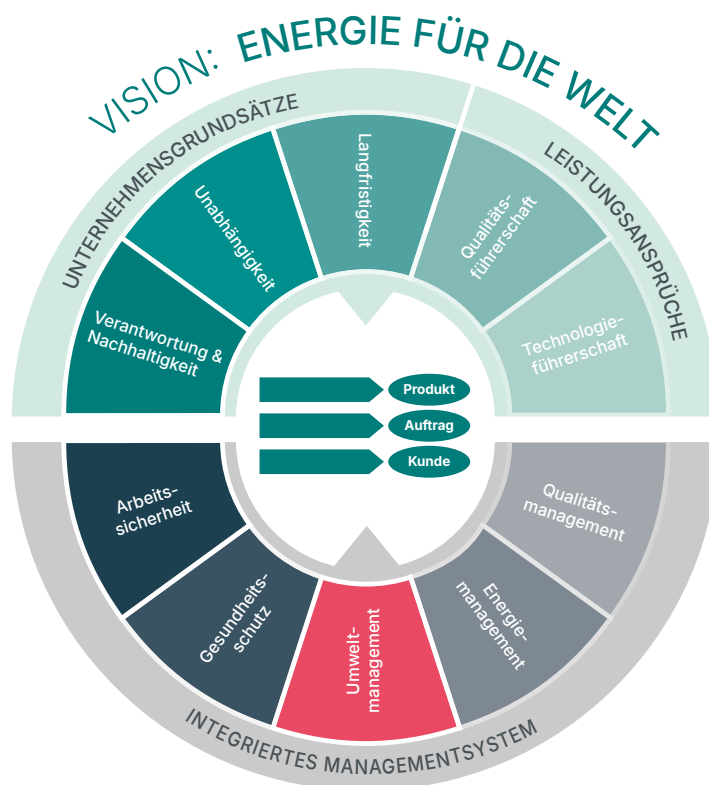 VISION: ENERGIE FÜR DIE WELT
UNTERNEHMENSGRUNDSÄTZE
LEISTUNGSANSPRÜCHE
Verantwortung &
Nachhaltigkeit
Unabhängigkeit
Langfristigkeit
Qualitäts-
führerschaft
Technologie-
führerschaft
Produkt
Auftrag
Kunde
Arbeits-
sicherheit
Gesundheits-
schutz
Umwelt-
management
Energie-
management
Qualitäts-
management
INTEGRIERTES MANAGEMENTSYSTEM